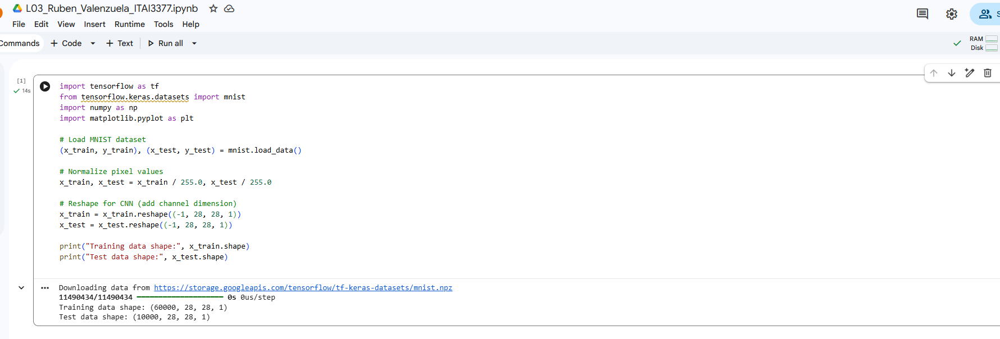 L03_Ruben_Valenzuela_ITAI3377.ipynb
File Edit View Insert Runtime Tools Help
Commands + Code + Text Run all
RAM
Disk
[1]
14s
import tensorflow as tf
from tensorflow.keras.datasets import mnist
import numpy as np
import matplotlib.pyplot as plt
# Load MNIST dataset
(x_train, y_train), (x_test, y_test) = mnist.load_data()
# Normalize pixel values
x_train, x_test = x_train / 255.0, x_test / 255.0
# Reshape for CNN (add channel dimension)
x_train = x_train.reshape((-1, 28, 28, 1))
x_test = x_test.reshape((-1, 28, 28, 1))
print("Training data shape:", x_train.shape)
print("Test data shape:", x_test.shape)
Downloading data from https://storage.googleapis.com/tensorflow/tf-keras-datasets/mnist.npz
11490434/11490434 ━━━━━━━━━━━━━━━━━━━━ 0s 0us/step
Training data shape: (60000, 28, 28, 1)
Test data shape: (10000, 28, 28, 1)